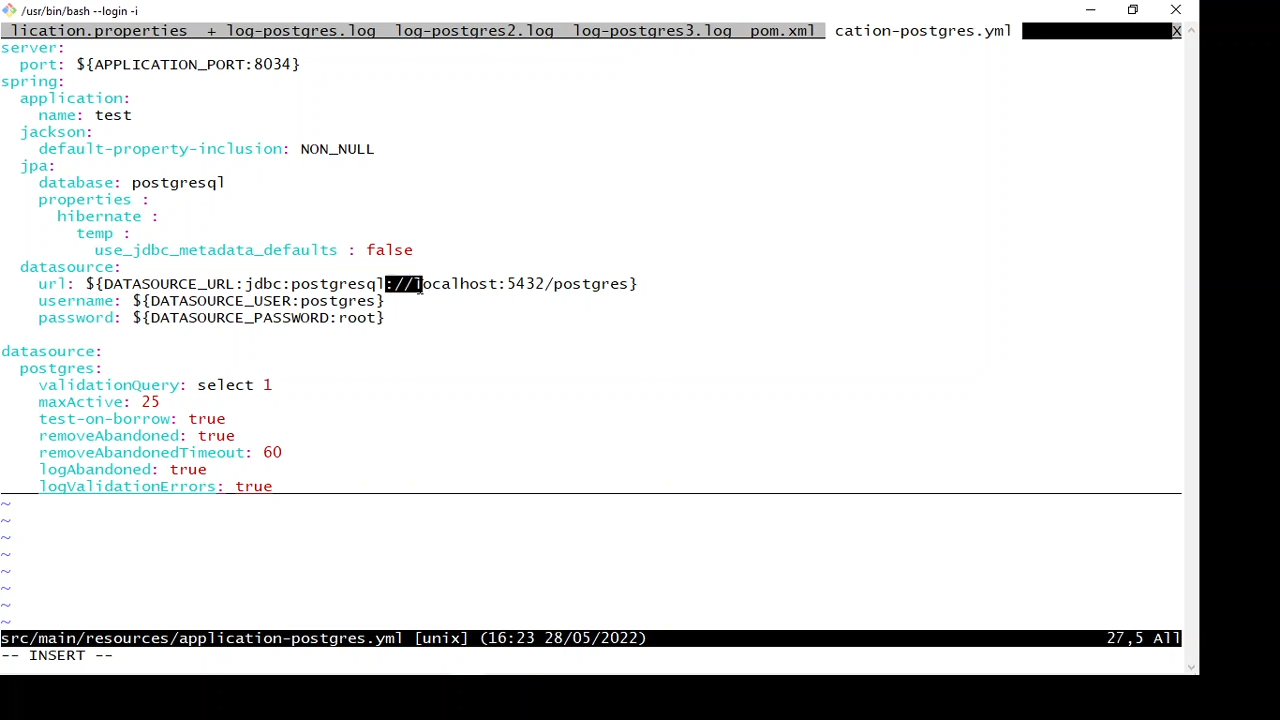 /usr/bin/bash --login -i
lication.properties + log-postgres.log log-postgres2.log log-postgres3.log pom.xml cation-postgres.yml X
server:
  port: ${APPLICATION_PORT:8034}
spring:
  application:
    name: test
  jackson:
    default-property-inclusion: NON_NULL
  jpa:
    database: postgresql
    properties :
      hibernate :
        temp :
          use_jdbc_metadata_defaults : false
  datasource:
    url: ${DATASOURCE_URL:jdbc:postgresql://localhost:5432/postgres}
    username: ${DATASOURCE_USER:postgres}
    password: ${DATASOURCE_PASSWORD:root}
datasource:
  postgres:
    validationQuery: select 1
    maxActive: 25
    test-on-borrow: true
    removeAbandoned: true
    removeAbandonedTimeout: 60
    logAbandoned: true
    logValidationErrors: true
~
~
~
~
~
~
~
~
src/main/resources/application-postgres.yml [unix] (16:23 28/05/2022) 27,5 All
-- INSERT --